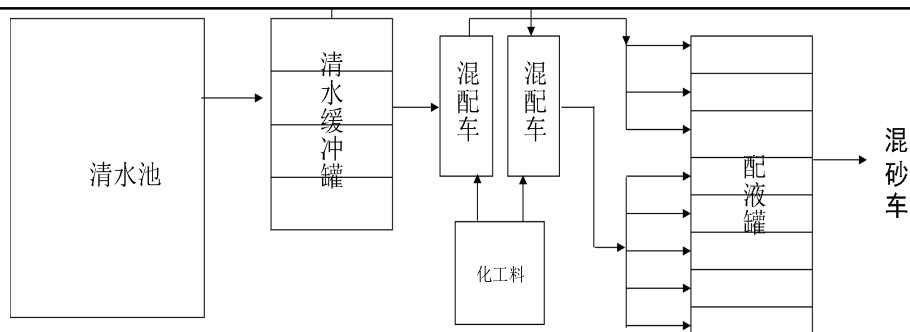 清水池
清水缓冲罐
混配车
混配车
化工料
配液罐
混砂车